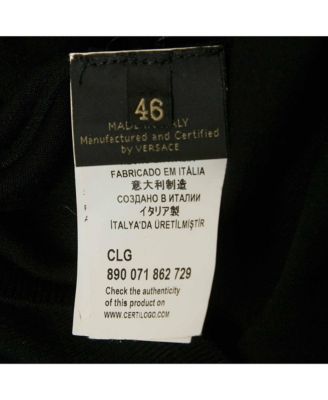 46
MADE IN ITALY
Manufactured and Certified
by VERSACE
FABRICADO EM ITÁLIA
意大利制造
СОЗДАНО В ИТАЛИИ
イタリア製
İTALYA'DA ÜRETİLMİŞTİR
CLG
890 071 862 729
Check the authenticity
of this product on
WWW.CERTILOGO.COM